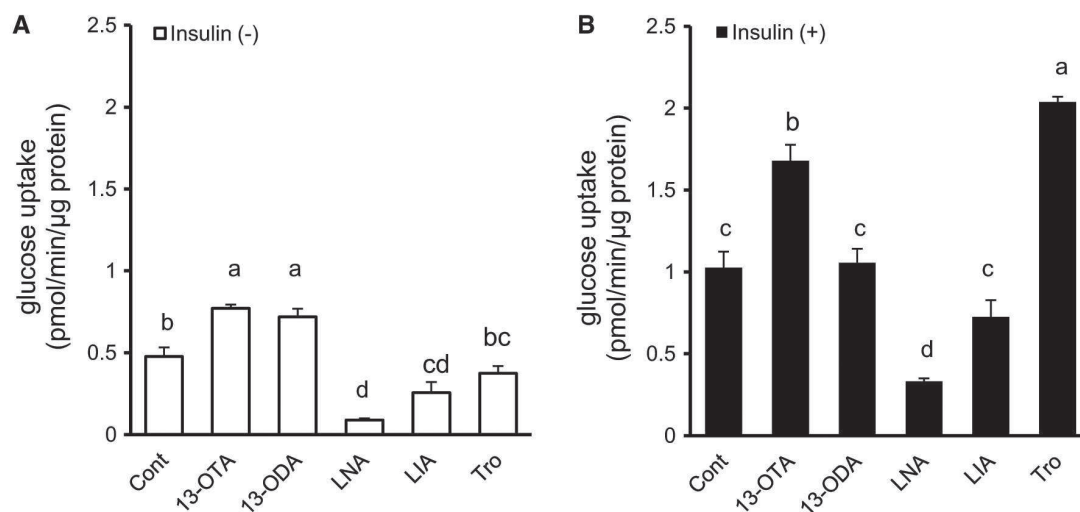 A
Insulin (-)
glucose uptake
(pmol/min/µg protein)
2.5
2
1.5
1
0.5
0
b
a
a
d
cd
bc
Cont
13-OTA
13-ODA
LNA
LIA
Tro
B
Insulin (+)
glucose uptake
(pmol/min/µg protein)
2.5
2
1.5
1
0.5
0
c
b
c
d
c
a
Cont
13-OTA
13-ODA
LNA
LIA
Tro